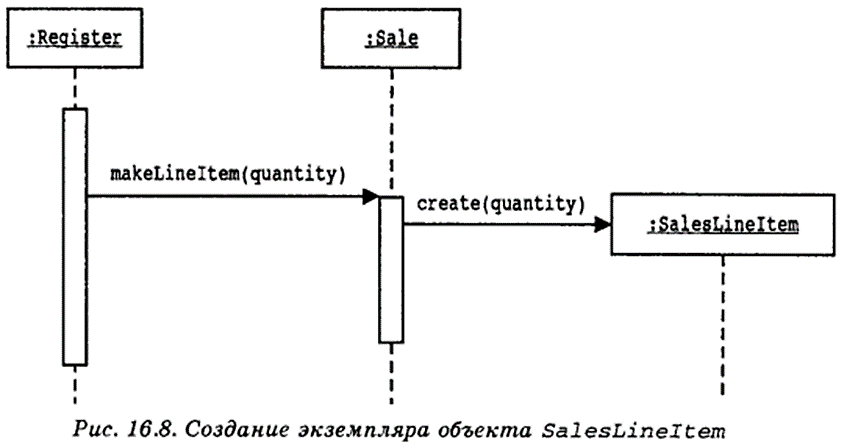 :Register
:Sale
makeLineItem(quantity)
create(quantity)
:SalesLineItem
Рис. 16.8. Создание экземпляра объекта SalesLineItem